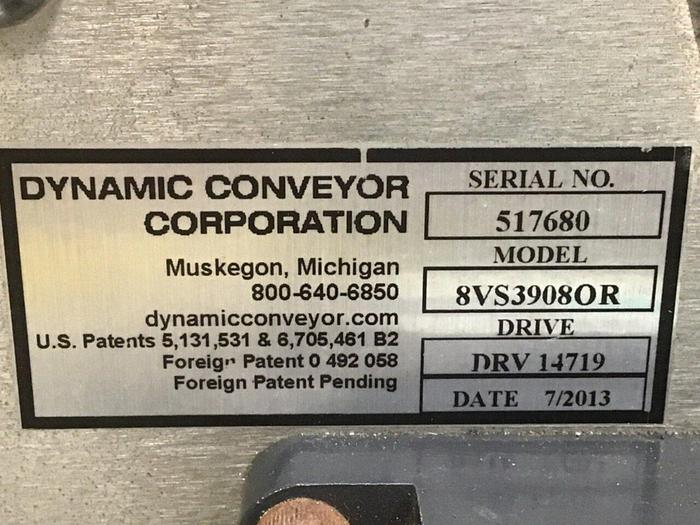 DYNAMIC CONVEYOR
CORPORATION
Muskegon, Michigan
800-640-6850
dynamicconveyor.com
U.S. Patents 5,131,531 & 6,705,461 B2
Foreign Patent 0 492 058
Foreign Patent Pending
SERIAL NO.
517680
MODEL
8VS3908OR
DRIVE
DRV 14719
DATE 7/2013